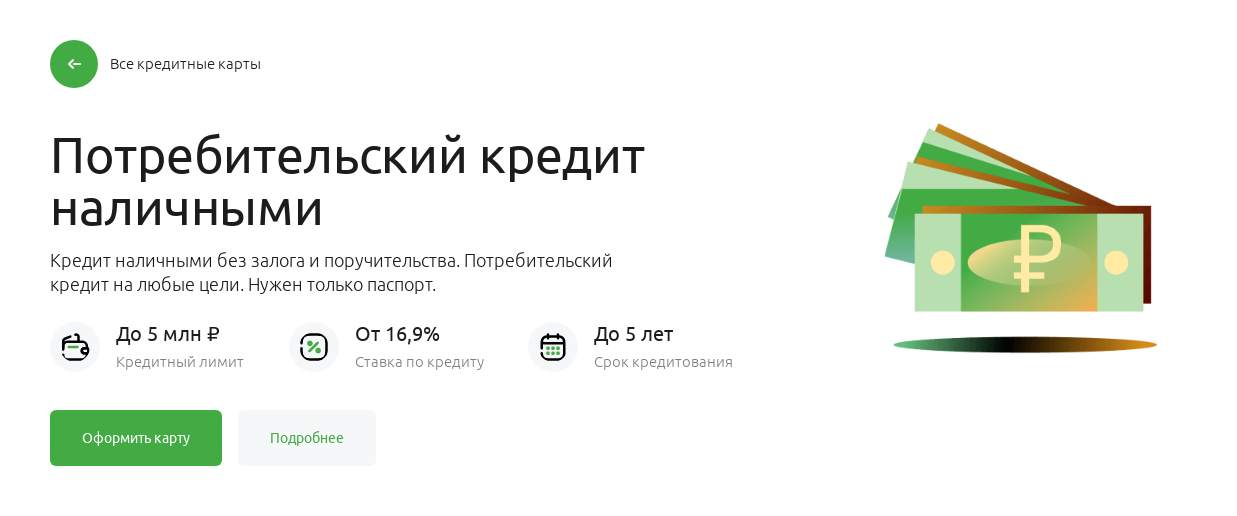 Все кредитные карты
Потребительский кредит
наличными
Кредит наличными без залога и поручительства. Потребительский
кредит на любые цели. Нужен только паспорт.
До 5 млн ₽
Кредитный лимит
От 16,9%
Ставка по кредиту
До 5 лет
Срок кредитования
Оформить карту
Подробнее
₽